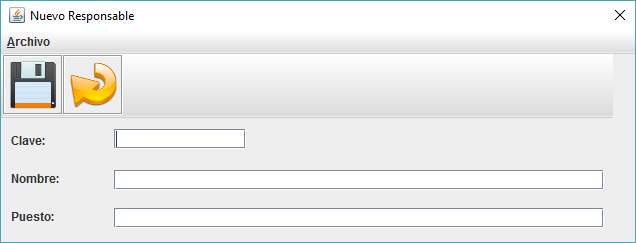 Nuevo Responsable
Archivo
Clave:
Nombre:
Puesto: